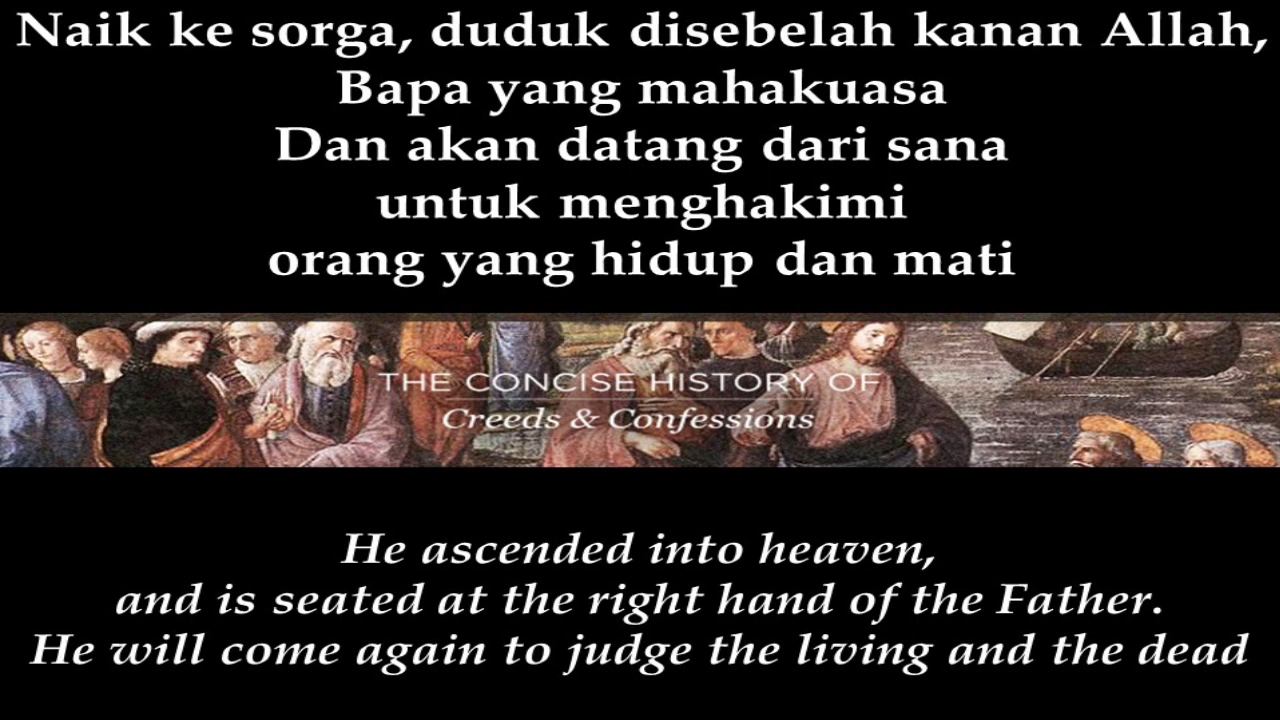 Naik ke sorga, duduk disebelah kanan Allah,
Bapa yang mahakuasa
Dan akan datang dari sana
untuk menghakimi
orang yang hidup dan mati
THE CONCISE HISTORY OF
Creeds & Confessions
He ascended into heaven,
and is seated at the right hand of the Father.
He will come again to judge the living and the dead